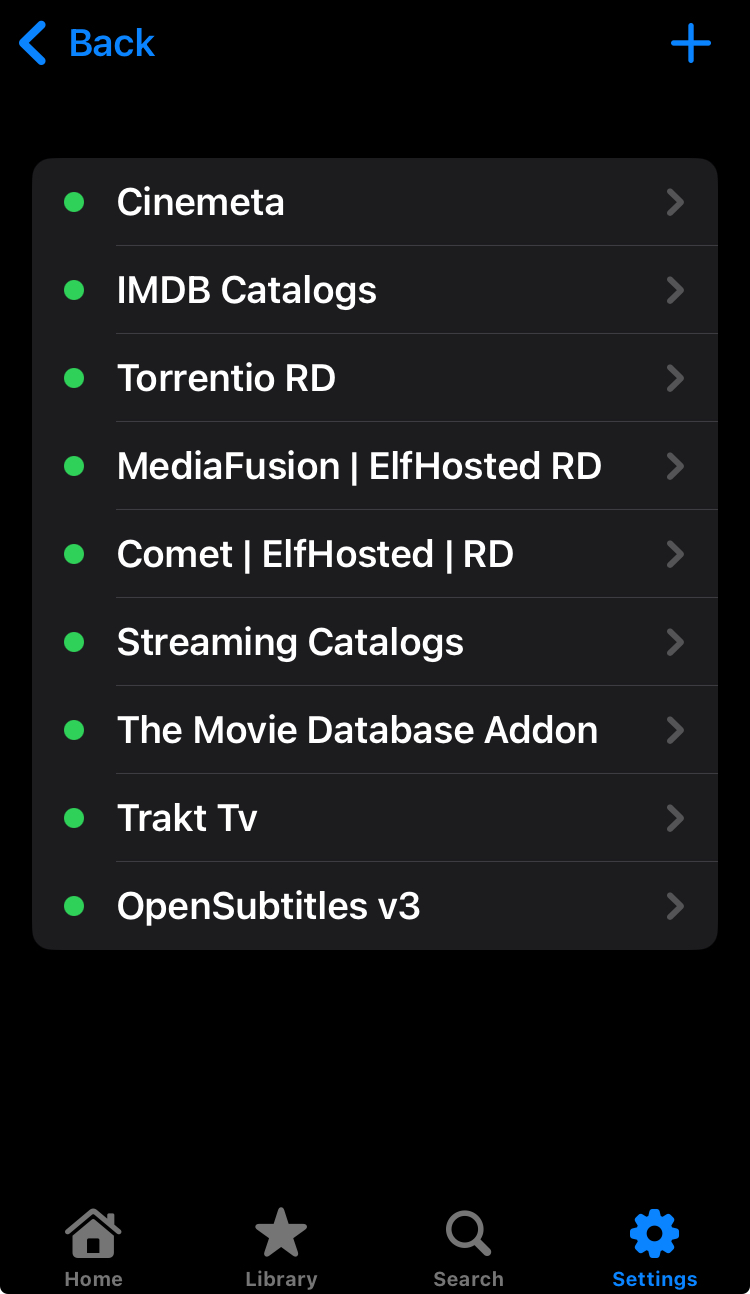 Back
Cinemeta
IMDB Catalogs
Torrentio RD
MediaFusion | ElfHosted RD
Comet | ElfHosted | RD
Streaming Catalogs
The Movie Database Addon
Trakt Tv
OpenSubtitles v3
Home
Library
Search
Settings